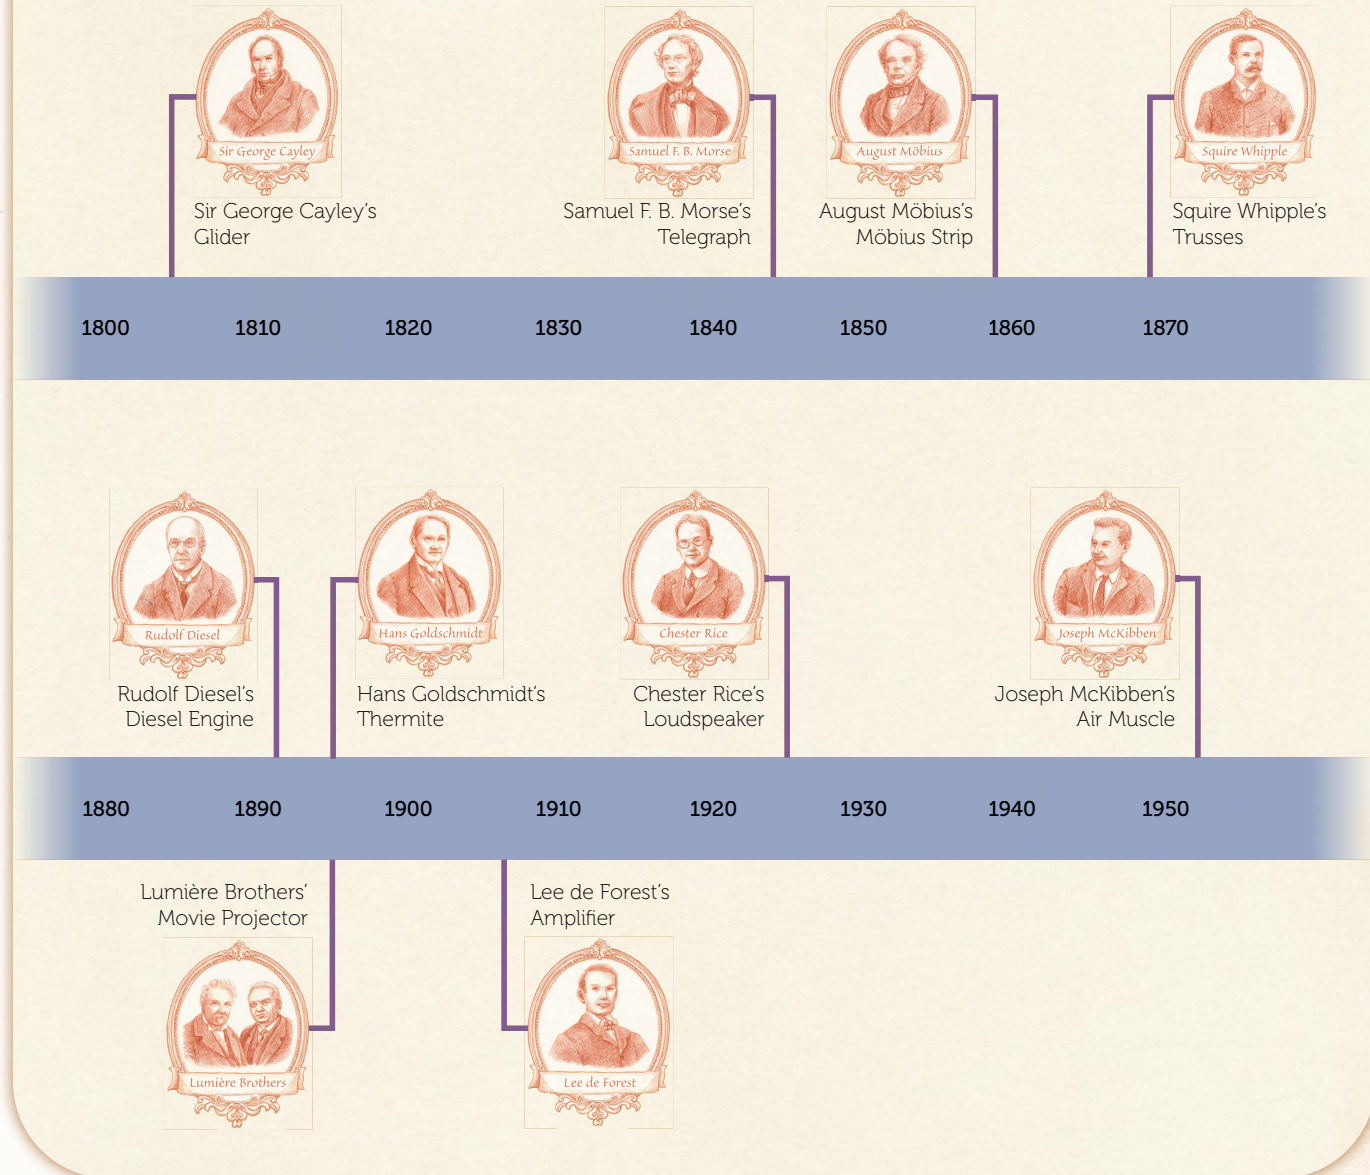 Sir George Cayley
Samuel F. B. Morse
August Möbius
Squire Whipple
Sir George Cayley’s
Glider
Samuel F. B. Morse’s
Telegraph
August Möbius’s
Möbius Strip
Squire Whipple’s
Trusses
1800 1810 1820 1830 1840 1850 1860 1870
Rudolf Diesel
Hans Goldschmidt
Chester Rice
Joseph McKibben
Rudolf Diesel’s
Diesel Engine
Hans Goldschmidt’s
Thermite
Chester Rice’s
Loudspeaker
Joseph McKibben’s
Air Muscle
1880 1890 1900 1910 1920 1930 1940 1950
Lumière Brothers’
Movie Projector
Lee de Forest’s
Amplifier
Lumière Brothers
Lee de Forest